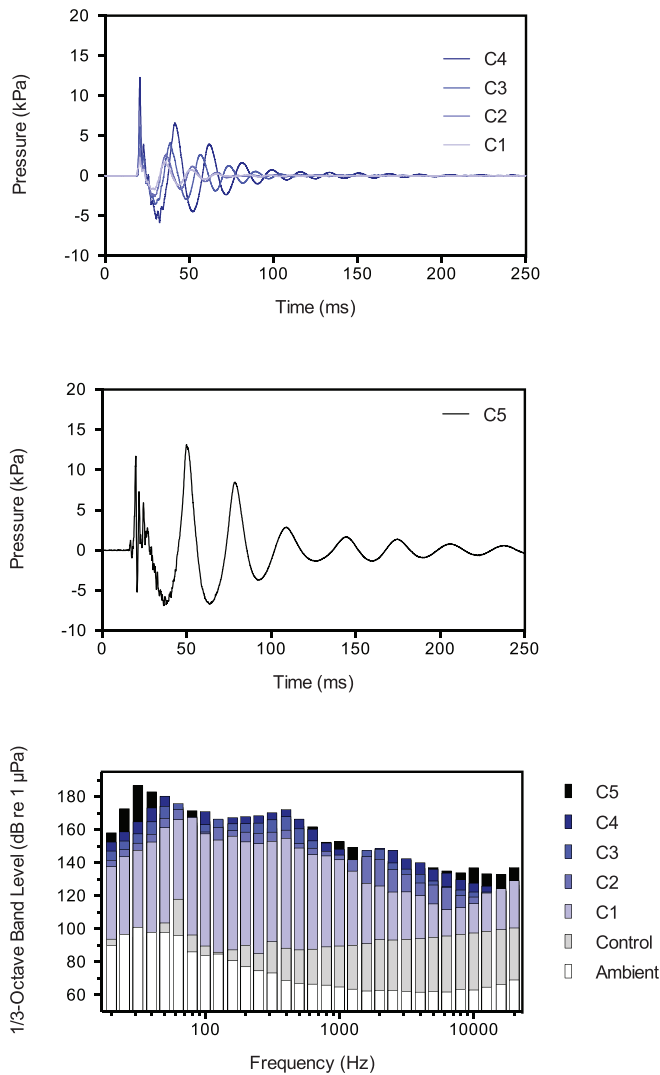 20
15
10
5
0
-5
-10
Pressure (kPa)
C4
C3
C2
C1
0 50 100 150 200 250
Time (ms)
20
15
10
5
0
-5
-10
Pressure (kPa)
C5
0 50 100 150 200 250
Time (ms)
180
160
140
120
100
80
60
1/3-Octave Band Level (dB re 1 μPa)
C5
C4
C3
C2
C1
Control
Ambient
100 1000 10000
Frequency (Hz)